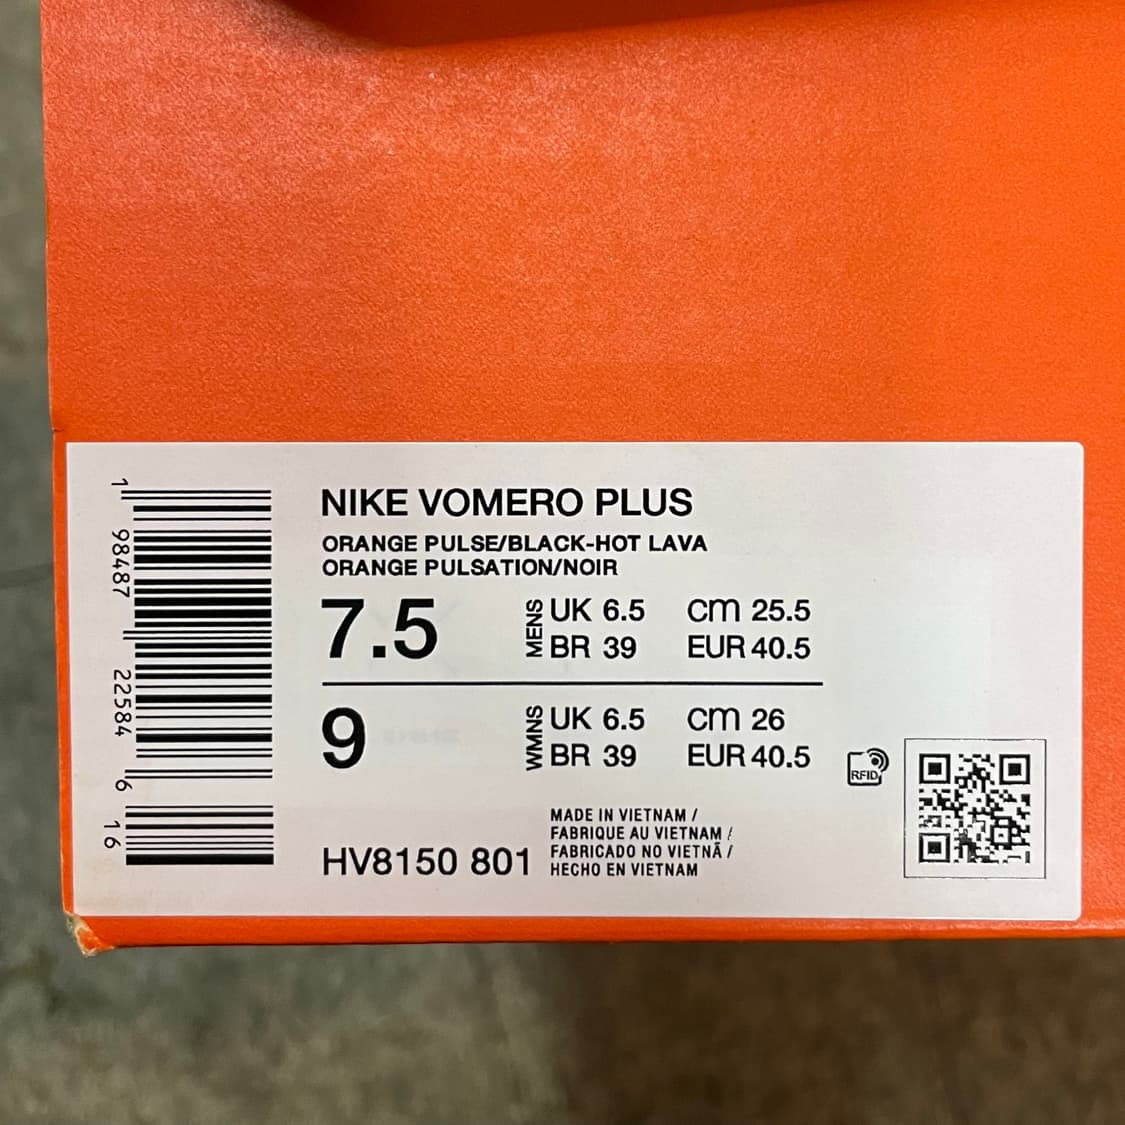 1 98487 22584 6 16
NIKE VOMERO PLUS
ORANGE PULSE/BLACK-HOT LAVA
ORANGE PULSATION/NOIR
7.5 MENS UK 6.5 cm 25.5
BR 39 EUR 40.5
9 WMNS UK 6.5 cm 26
BR 39 EUR 40.5
RFID
MADE IN VIETNAM /
FABRIQUE AU VIETNAM /
FABRICADO NO VIETNÃ /
HECHO EN VIETNAM
HV8150 801